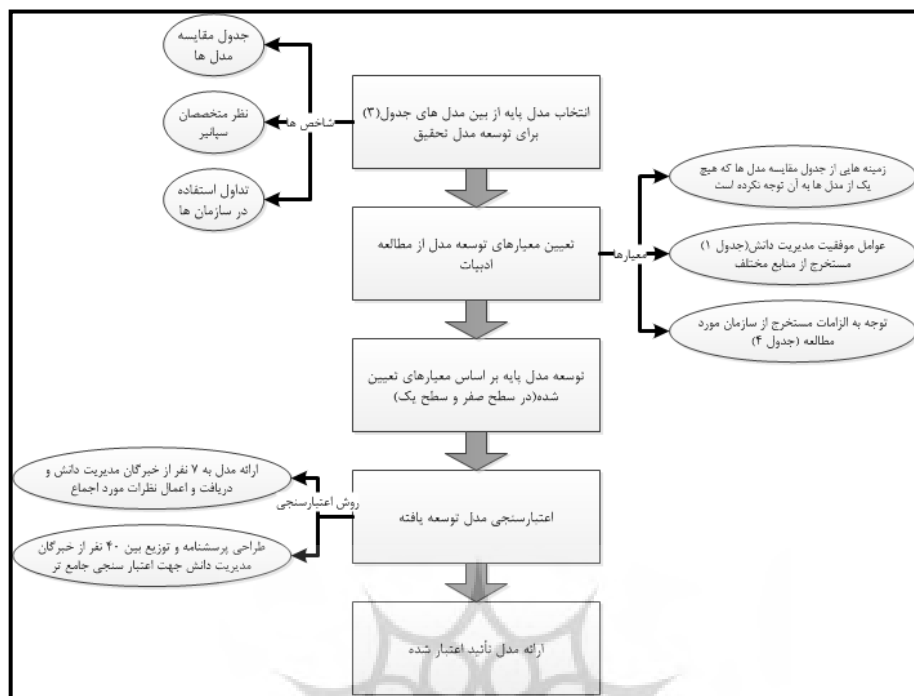 جدول مقایسه
مدل ها
نظر متخصصان
سپانیر
تداول استفاده
در سازمان ها
شاخص ها
انتخاب مدل پایه از بین مدل های جدول(۳)
برای توسعه مدل تحقیق
تعیین معیارهای توسعه مدل از مطالعه
ادبیات
معیارها
زمینه هایی از جدول مقایسه مدل ها که هیچ
یک از مدل ها به آن توجه نکرده است
عوامل موفقیت مدیریت دانش(جدول ۱)
مستخرج از منابع مختلف
توجه به الزامات مستخرج از سازمان مورد
مطالعه (جدول ۴)
توسعه مدل پایه بر اساس معیارهای تعیین
شده(در سطح صفر و سطح یک)
اعتبارسنجی مدل توسعه یافته
روش اعتبارسنجی
ارائه مدل به ۷ نفر از خبرگان مدیریت دانش و
دریافت و اعمال نظرات مورد اجماع
طراحی پرسشنامه و توزیع بین ۴۰ نفر از خبرگان
مدیریت دانش جهت اعتبار سنجی جامع تر
ارائه مدل تأئید اعتبار شده